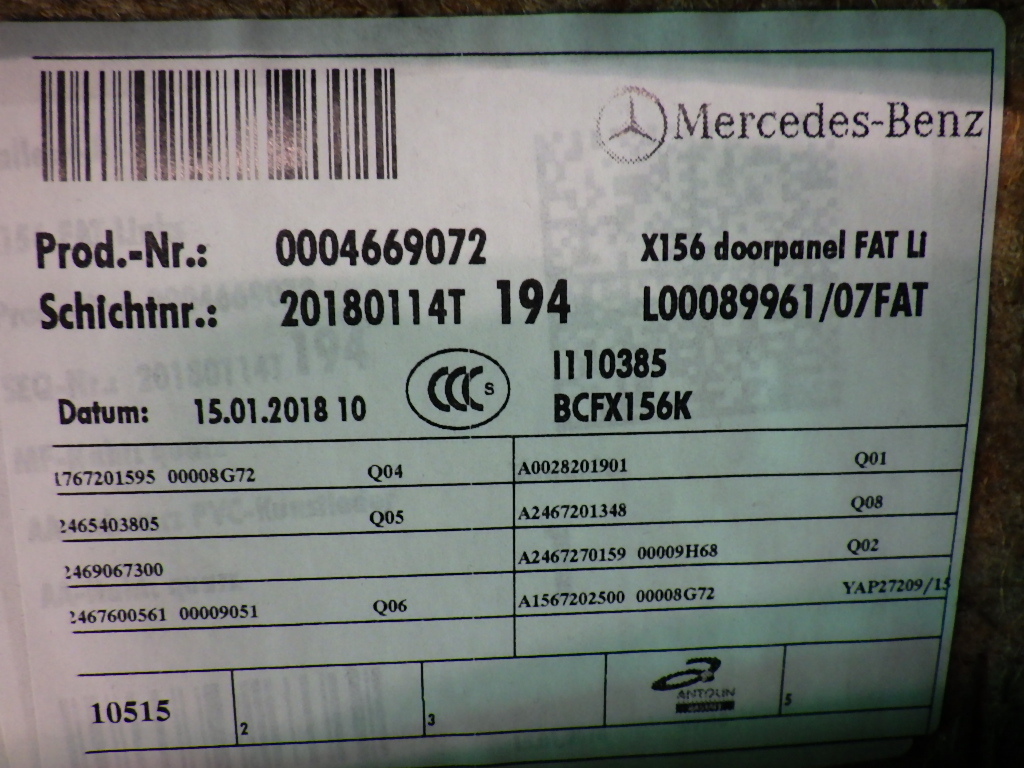 Mercedes-Benz
Prod.-Nr.: 0004669072 X156 doorpanel FAT Li
Schichtnr.: 20180114T 194 L00089961/07FAT
CCC S I1110385
Datum: 15.01.2018 10 BCFX156K
1767201595 00008G72 Q04 A0028201901 Q01
2465403805 Q05 A2467201348 Q08
2469067300 A2467270159 00009H68 Q02
2467600561 00009051 Q06 A1567202500 00008G72 YAP27209/15
10515 2 3 ANTOLIN 5